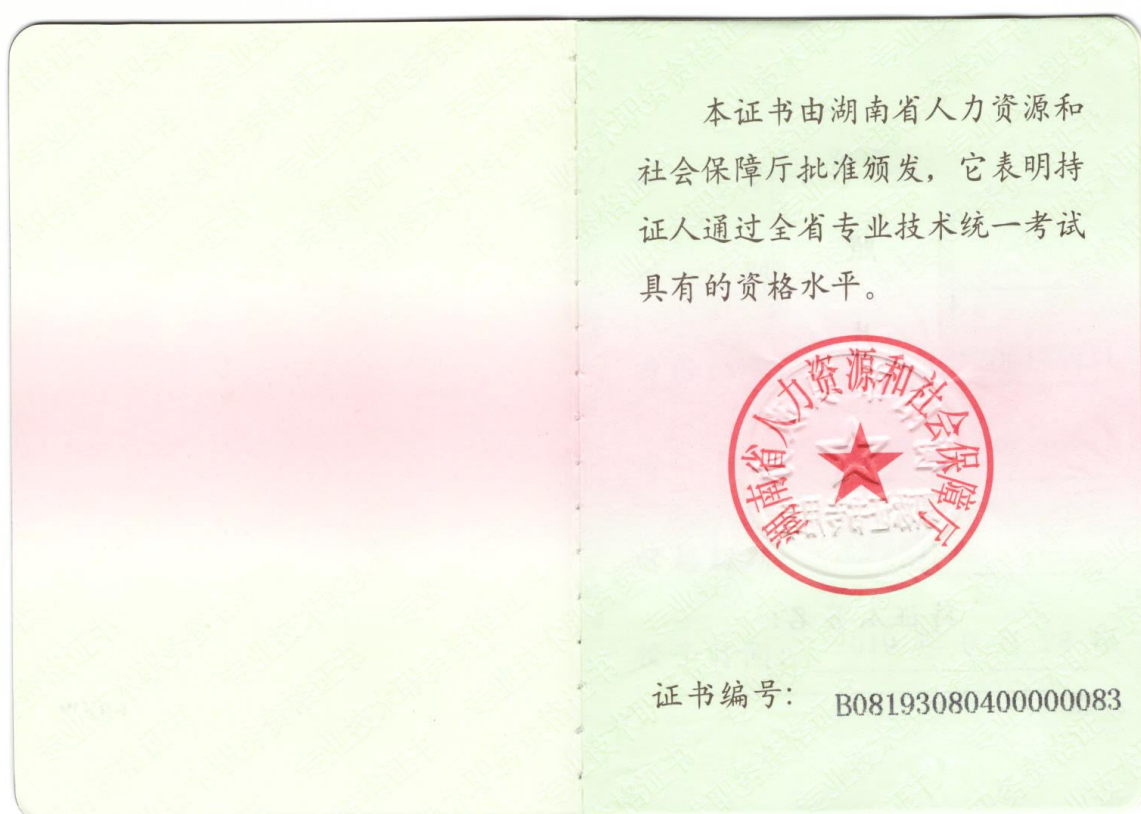 本证书由湖南省人力资源和
社会保障厅批准颁发，它表明持
证人通过全省专业技术统一考试
具有的资格水平。
湖南省人力资源和社会保障厅
证书编号： B08193080400000083